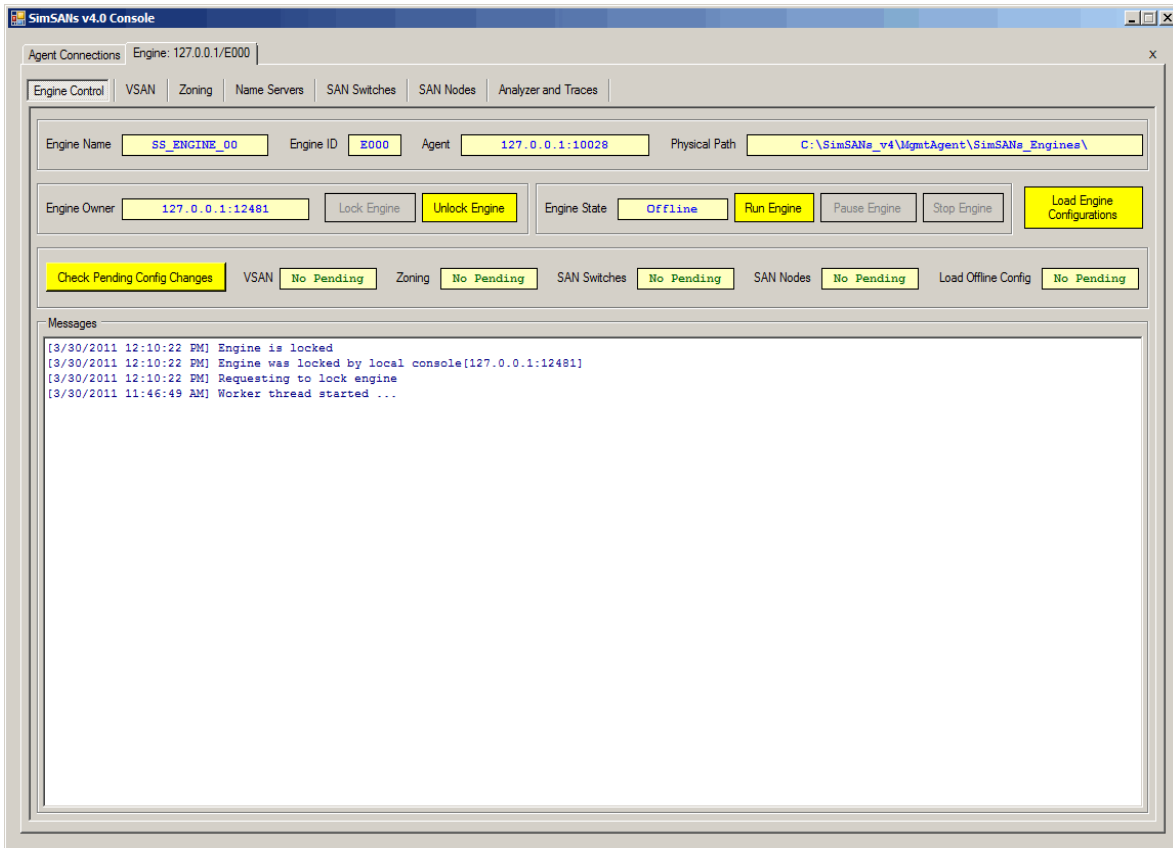 SimSANs v4.0 Console
Agent Connections Engine: 127.0.0.1/E000 x
Engine Control VSAN Zoning Name Servers SAN Switches SAN Nodes Analyzer and Traces
Engine Name SS_ENGINE_00 Engine ID E000 Agent 127.0.0.1:10028 Physical Path C:\SimSANs_v4\MgmtAgent\SimSANs_Engines\
Engine Owner 127.0.0.1:12481 Lock Engine Unlock Engine Engine State Offline Run Engine Pause Engine Stop Engine Load Engine
Configurations
Check Pending Config Changes VSAN No Pending Zoning No Pending SAN Switches No Pending SAN Nodes No Pending Load Offline Config No Pending
Messages
[3/30/2011 12:10:22 PM] Engine is locked
[3/30/2011 12:10:22 PM] Engine was locked by local console[127.0.0.1:12481]
[3/30/2011 12:10:22 PM] Requesting to lock engine
[3/30/2011 11:46:49 AM] Worker thread started ...